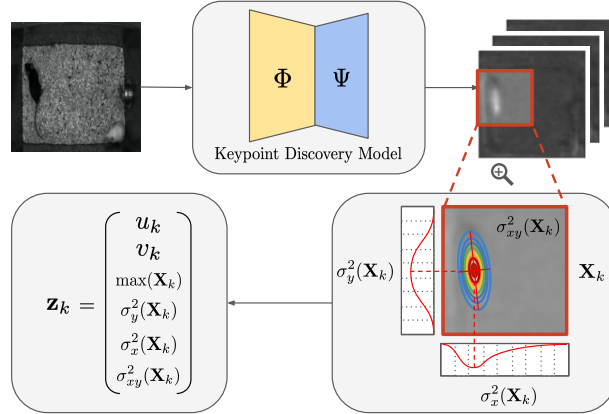 Φ Ψ
Keypoint Discovery Model
σ²ₓᵧ(𝐗ₖ)
σ²ᵧ(𝐗ₖ)
𝐗ₖ
σ²ₓ(𝐗ₖ)
𝐳ₖ =
uₖ
vₖ
max(𝐗ₖ)
σ²ᵧ(𝐗ₖ)
σ²ₓ(𝐗ₖ)
σ²ₓᵧ(𝐗ₖ)